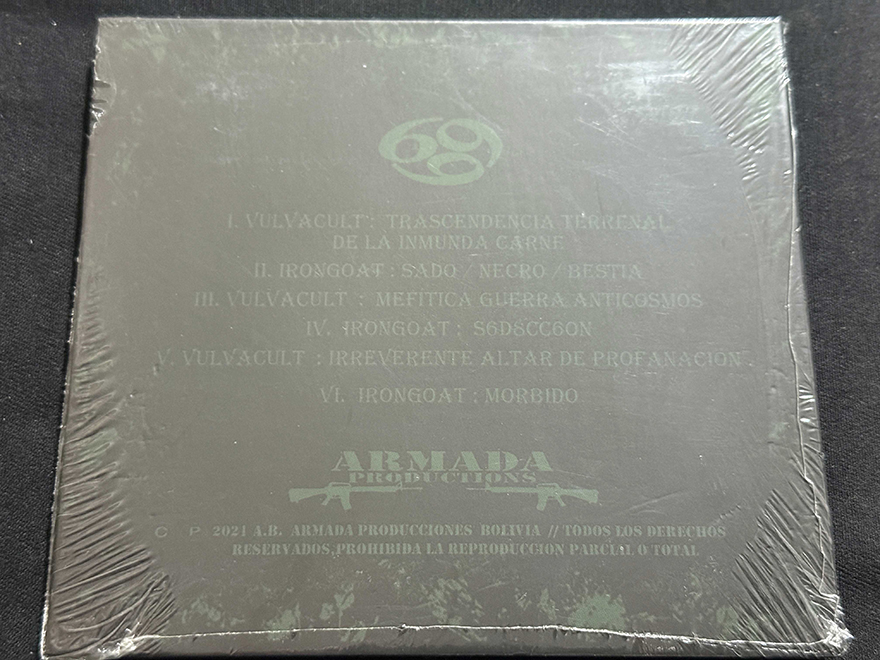 666
I. VULVACULT : TRASCENDENCIA TERRENAL
DE LA INMUNDA CARNE
II. IRONGOAT : SADO / NECRO / BESTIA
III. VULVACULT : MEFITICA GUERRA ANTICOSMOS
IV. IRONGOAT : S6D8CC6ON
V. VULVACULT : IRREVERENTE ALTAR DE PROFANACION
VI. IRONGOAT : MORBIDO
ARMADA
PRODUCTIONS
C P 2021 A.B. ARMADA PRODUCCIONES BOLIVIA // TODOS LOS DERECHOS
RESERVADOS, PROHIBIDA LA REPRODUCCION PARCIAL O TOTAL